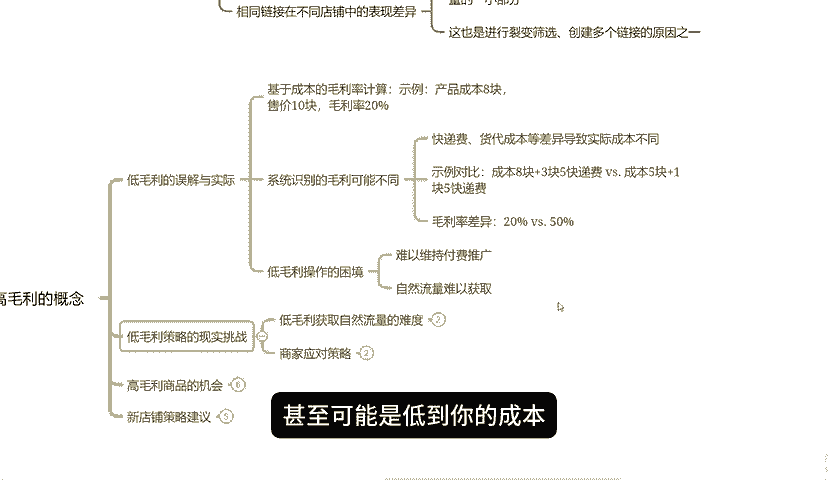 相同链接在不同店铺中的表现差异
这也是进行裂变筛选、创建多个链接的原因之一
基于成本的毛利率计算：示例：产品成本8块，
售价10块，毛利率20%
快递费、货代成本等差异导致实际成本不同
低毛利的误解与实际
系统识别的毛利可能不同
示例对比：成本8块+3块5快递费 vs. 成本5块+1
块5快递费
毛利率差异：20% vs. 50%
低毛利操作的困境
难以维持付费推广
自然流量难以获取
高毛利的概念
低毛利策略的现实挑战
低毛利获取自然流量的难度 2
商家应对策略 2
高毛利商品的机会 6
新店铺策略建议 5
甚至可能是低到你的成本